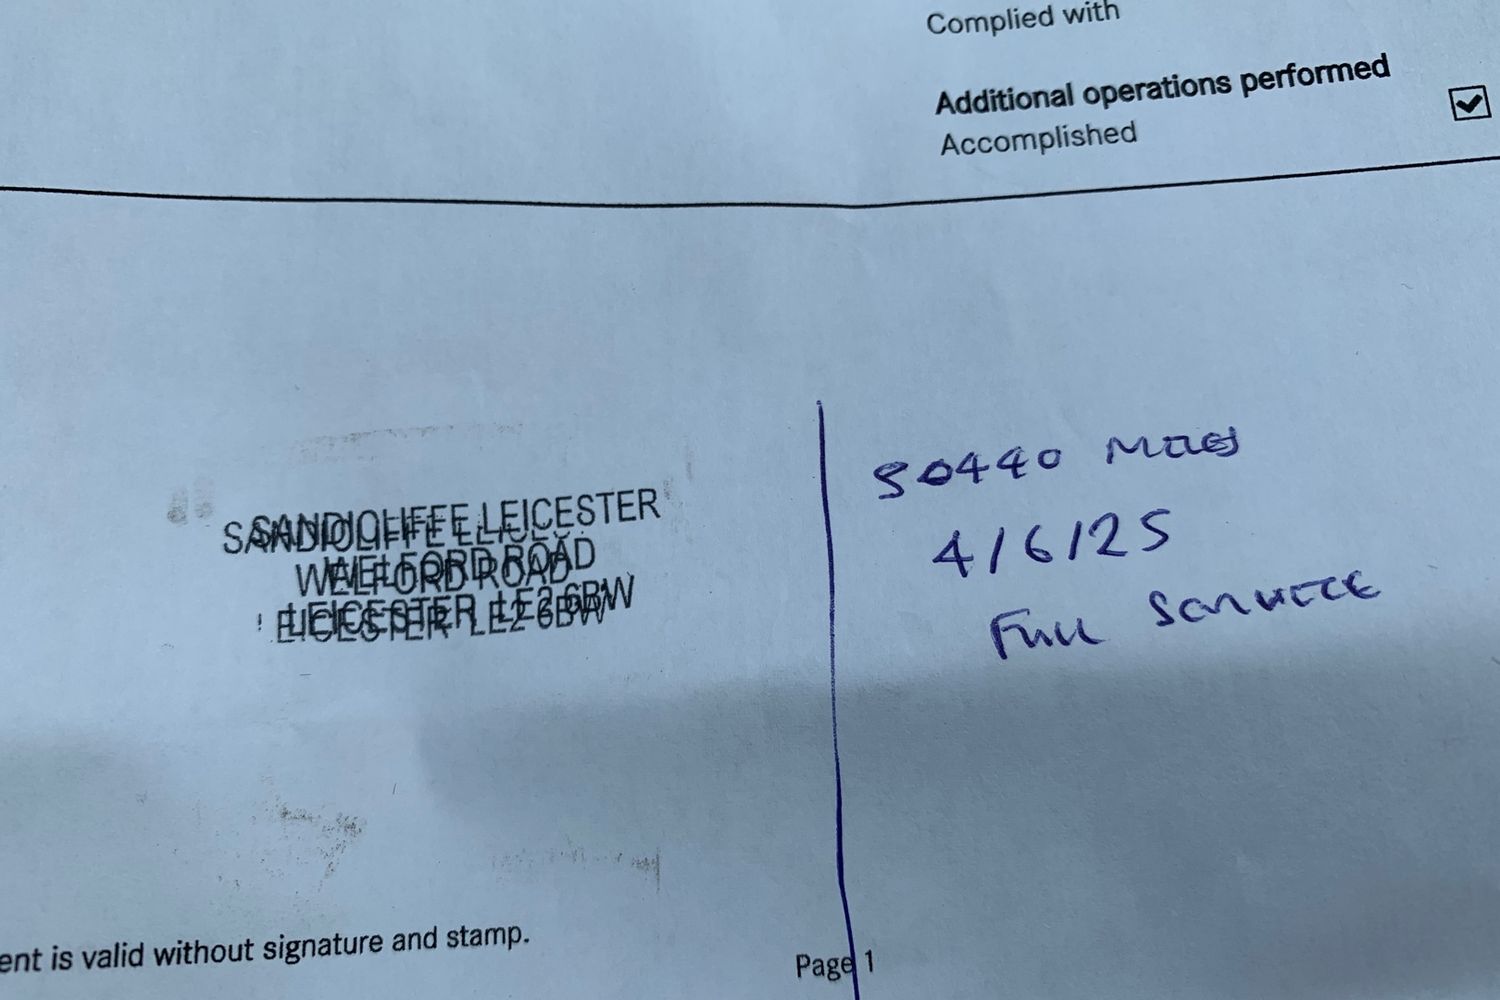 Complied with
Additional operations performed
Accomplished
SANDICLIFFE LEICESTER
WELFORD ROAD
LEICESTER LE2 6BW
50440 MILES
4/6/25
FULL SERVICE
ent is valid without signature and stamp.
Page 1